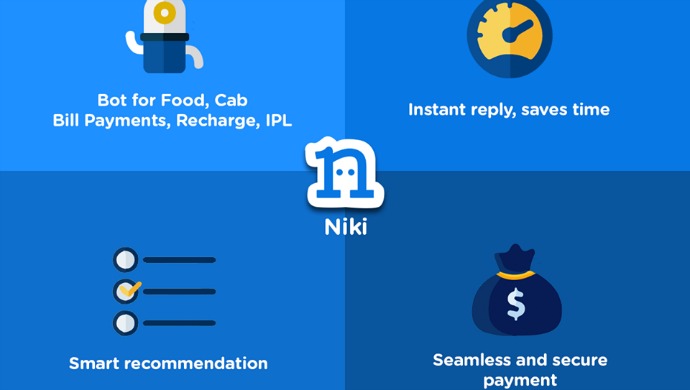 Bot for Food, Cab
Bill Payments, Recharge, IPL
Instant reply, saves time
n
Niki
Smart recommendation
$
Seamless and secure
payment